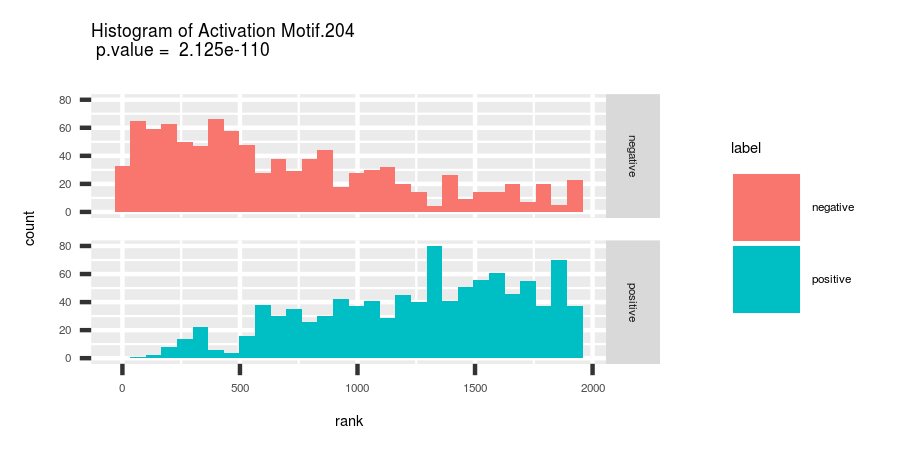 Histogram of Activation Motif.204
p.value = 2.125e-110
count
80
60
40
20
0
negative
80
60
40
20
0
positive
0 500 1000 1500 2000
rank
label
negative
positive